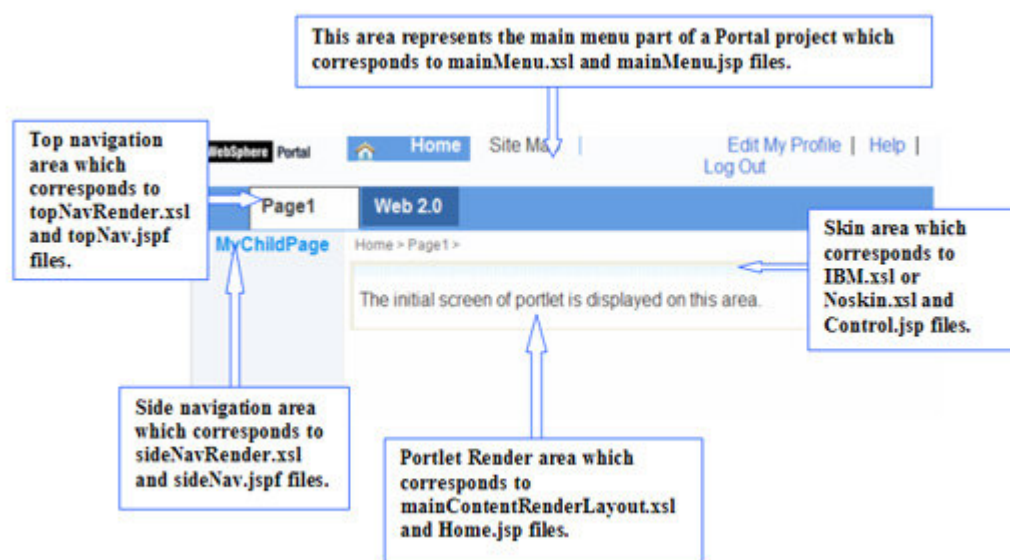 This area represents the main menu part of a Portal project which
corresponds to mainMenu.xsl and mainMenu.jsp files.
Top navigation
area which
corresponds to
topNavRender.xsl
and topNav.jspf
files.
WebSphere Portal
Home
Site Map |
Edit My Profile | Help |
Log Out
Page1
Web 2.0
MyChildPage
Home > Page1 >
The initial screen of portlet is displayed on this area.
Skin area which
corresponds to
IBM.xsl or
Noskin.xsl and
Control.jsp files.
Side navigation area
which corresponds to
sideNavRender.xsl
and sideNav.jspf files.
Portlet Render area which
corresponds to
mainContentRenderLayout.xsl
and Home.jsp files.